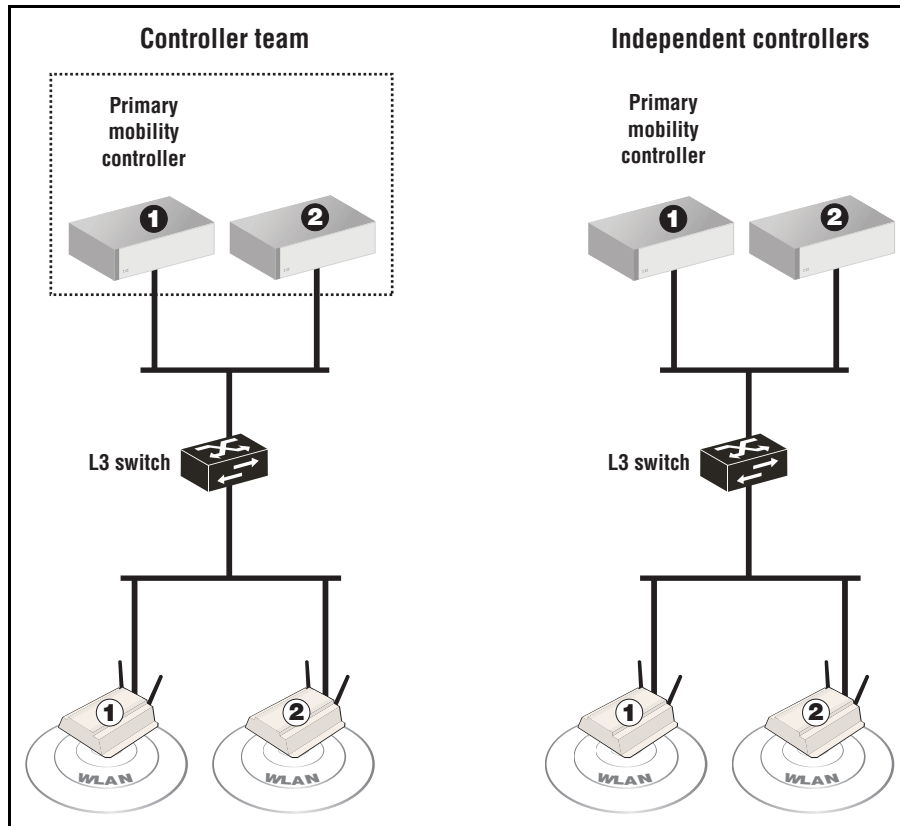 Controller team
Primary
mobility
controller
1
2
L3 switch
1
2
WLAN
WLAN
Independent controllers
Primary
mobility
controller
1
2
L3 switch
1
2
WLAN
WLAN